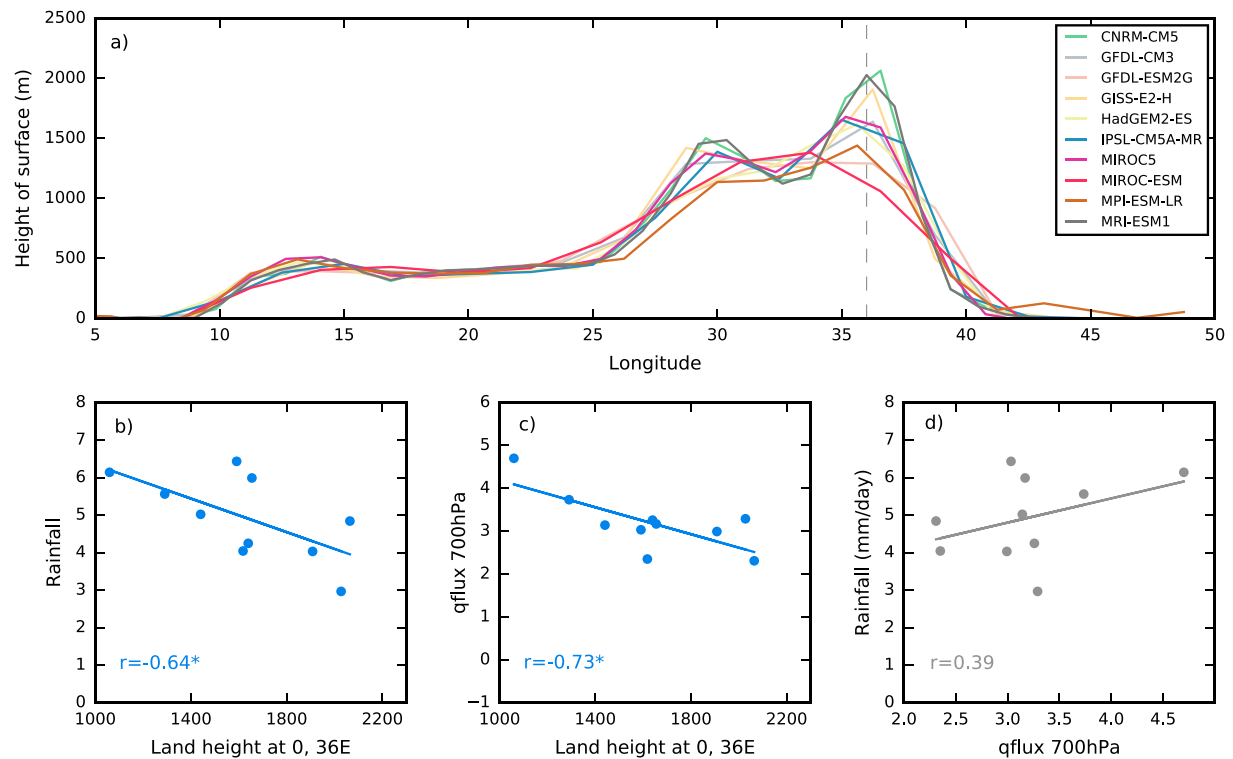 2500
2000
1500
1000
500
0
Height of surface (m)
a)
CNRM-CM5
GFDL-CM3
GFDL-ESM2G
GISS-E2-H
HadGEM2-ES
IPSL-CM5A-MR
MIROC5
MIROC-ESM
MPI-ESM-LR
MRI-ESM1
5 10 15 20 25 30 35 40 45 50
Longitude
8
7
6
5
4
3
2
1
0
Rainfall
b)
r=-0.64*
1000 1400 1800 2200
Land height at 0, 36E
6
5
4
3
2
1
0
−1
qflux 700hPa
c)
r=-0.73*
1000 1400 1800 2200
Land height at 0, 36E
8
7
6
5
4
3
2
1
0
Rainfall (mm/day)
d)
r=0.39
2.0 2.5 3.0 3.5 4.0 4.5
qflux 700hPa